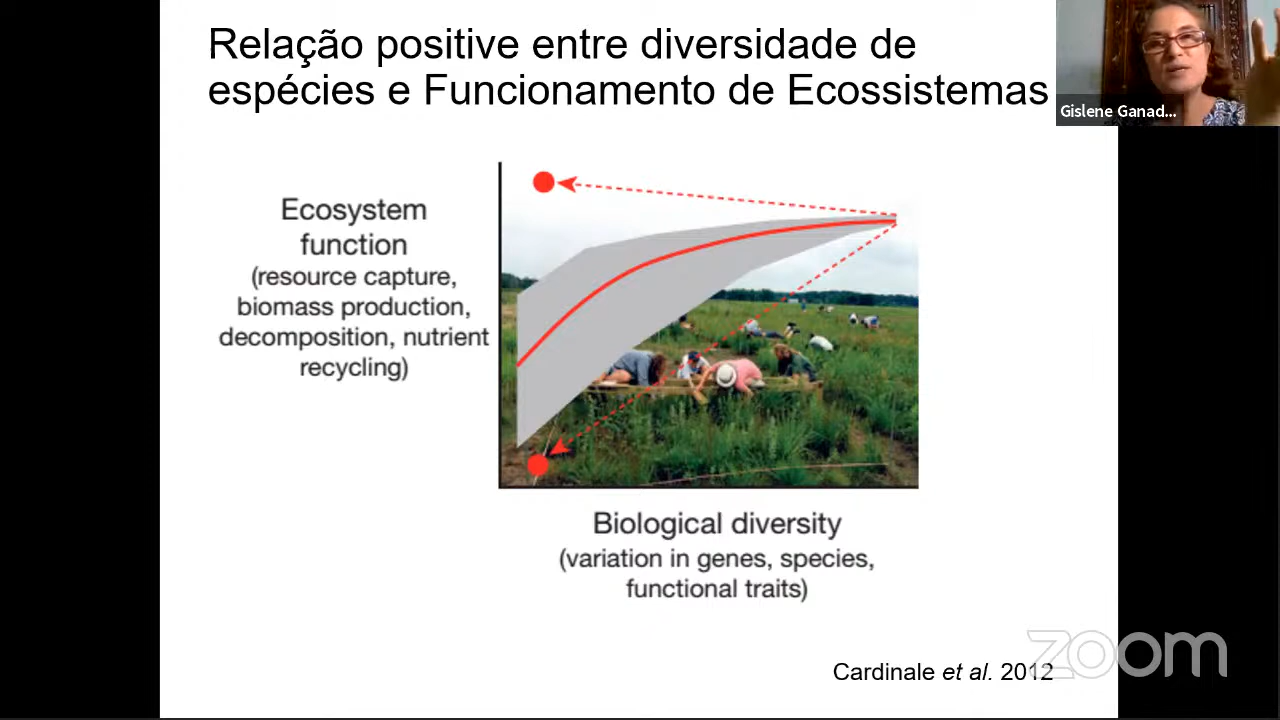 Relação positive entre diversidade de
espécies e Funcionamento de Ecossistemas
Gislene Ganad...
Ecosystem
function
(resource capture,
biomass production,
decomposition, nutrient
recycling)
Biological diversity
(variation in genes, species,
functional traits)
Cardinale et al. 2012
zoom